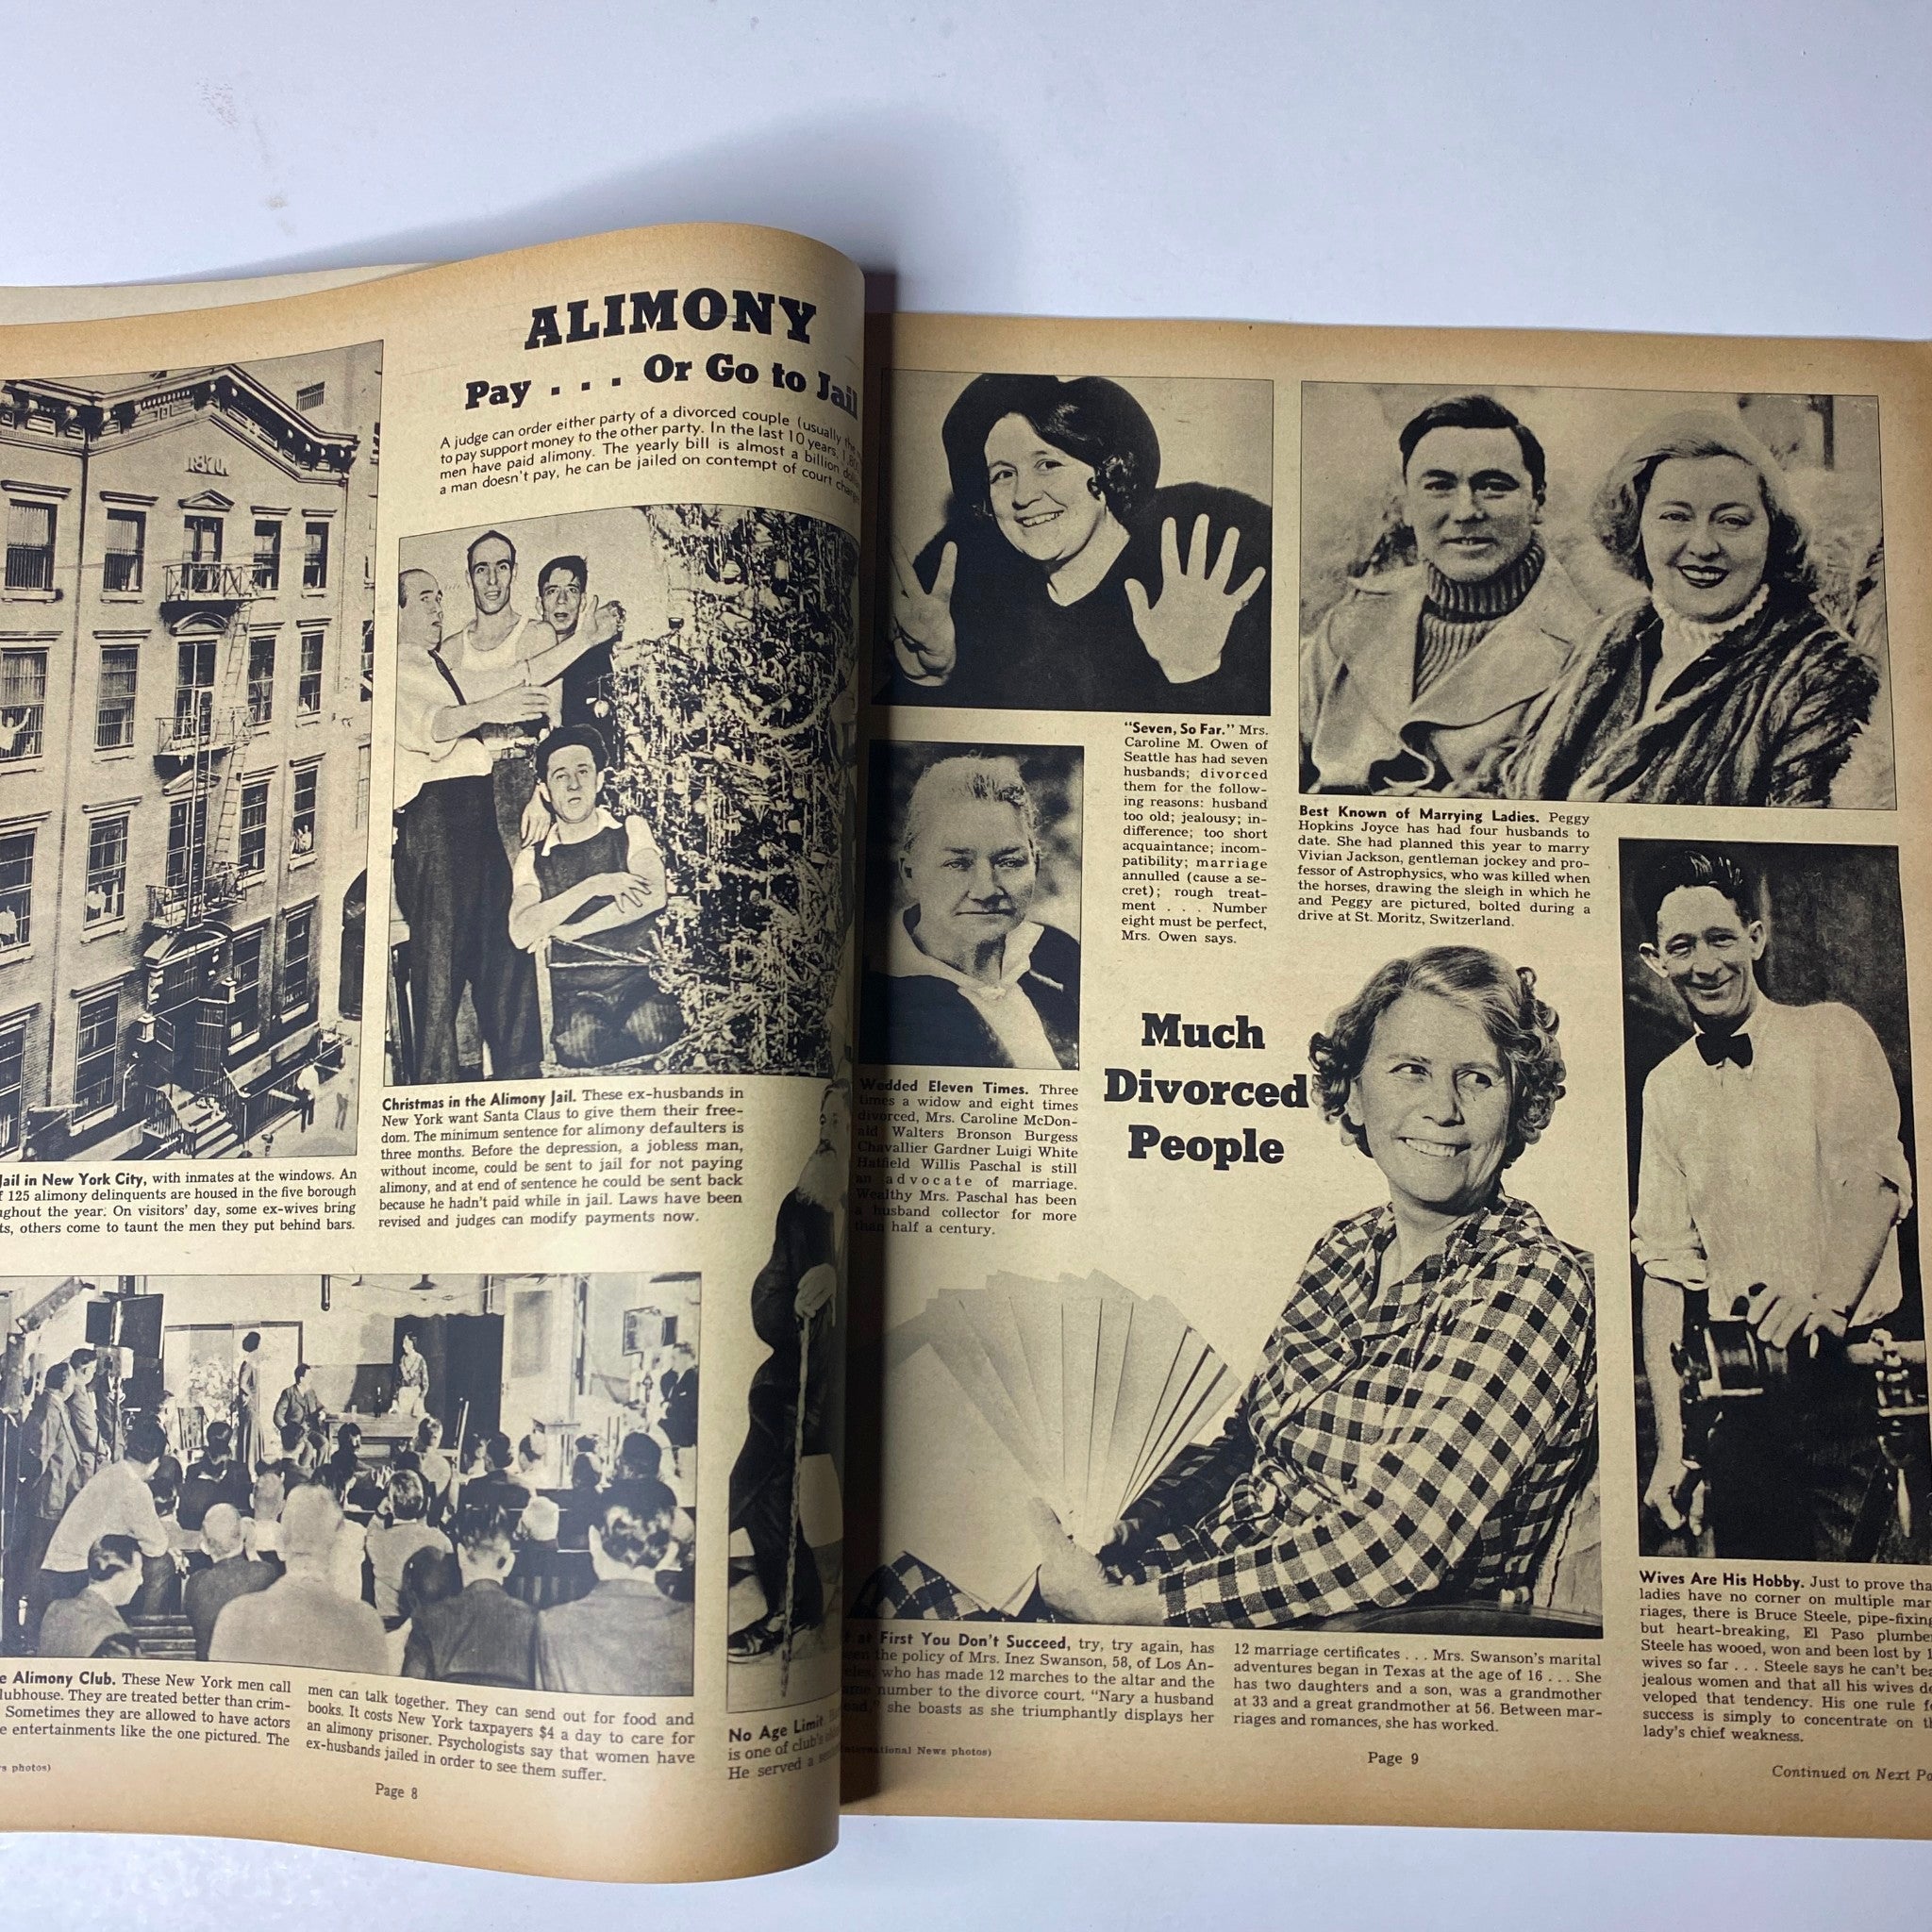 ALIMONY
Pay . . . Or Go to Jail
A judge can order either party of a divorced couple (usually the
to pay support money to the other party. In the last 10 years,
men have paid alimony. The yearly bill is almost a billion
a man doesn't pay, he can be jailed on contempt of court
Jail in New York City, with inmates at the windows. An
125 alimony delinquents are housed in the five borough
the year. On visitors' day, some ex-wives bring
others come to taunt the men they put behind bars.
Christmas in the Alimony Jail. These ex-husbands in
New York want Santa Claus to give them their free-
dom. The minimum sentence for alimony defaulters is
three months. Before the depression, a jobless man,
without income, could be sent to jail for not paying
alimony, and at end of sentence he could be sent back
because he hadn't paid while in jail. Laws have been
revised and judges can modify payments now.
Alimony Club. These New York men call
clubhouse. They are treated better than crim-
Sometimes they are allowed to have actors
entertainments like the one pictured. The
men can talk together. They can send out for food and
books. It costs New York taxpayers $4 a day to care for
an alimony prisoner. Psychologists say that women have
ex-husbands jailed in order to see them suffer.
photos)
Page 8
No Age Limit
is one of club's
He served a
"Seven, So Far." Mrs.
Caroline M. Owen of
Seattle has had seven
husbands; divorced
them for the follow-
ing reasons: husband
too old; jealousy; in-
difference; too short
acquaintance; incom-
patibility; marriage
annulled (cause a se-
cret); rough treat-
ment . . . Number
eight must be perfect,
Mrs. Owen says.
Best Known of Marrying Ladies. Peggy
Hopkins Joyce has had four husbands to
date. She had planned this year to marry
Vivian Jackson, gentleman jockey and pro-
fessor of Astrophysics, who was killed when
the horses, drawing the sleigh in which he
and Peggy are pictured, bolted during a
drive at St. Moritz, Switzerland.
Wedded Eleven Times. Three
times a widow and eight times
divorced, Mrs. Caroline McDon-
ald Walters Bronson Burgess
Chavallier Gardner Luigi White
Hatfield Willis Paschal is still
an advocate of marriage.
Wealthy Mrs. Paschal has been
a husband collector for more
than half a century.
Much
Divorced
People
at First You Don't Succeed, try, try again, has
been the policy of Mrs. Inez Swanson, 58, of Los An-
geles, who has made 12 marches to the altar and the
same number to the divorce court. "Nary a husband
she boasts as she triumphantly displays her
12 marriage certificates . . . Mrs. Swanson's marital
adventures began in Texas at the age of 16 . . . She
has two daughters and a son, was a grandmother
at 33 and a great grandmother at 56. Between mar-
riages and romances, she has worked.
International News photos)
Page 9
Wives Are His Hobby. Just to prove tha
ladies have no corner on multiple mar
riages, there is Bruce Steele, pipe-fixing
but heart-breaking, El Paso plumbe
Steele has wooed, won and been lost by 1
wives so far . . . Steele says he can't bea
jealous women and that all his wives de
veloped that tendency. His one rule f
success is simply to concentrate on th
lady's chief weakness.
Continued on Next Pa